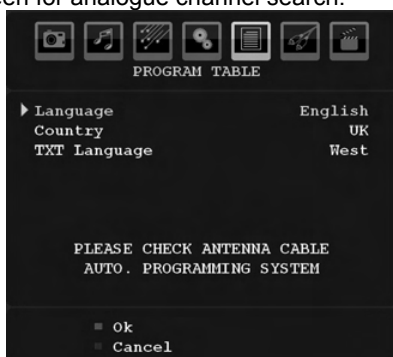 een for analogue channel search.
PROGRAM TABLE
Language English
Country UK
TXT Language West
PLEASE CHECK ANTENNA CABLE
AUTO. PROGRAMMING SYSTEM
Ok
Cancel